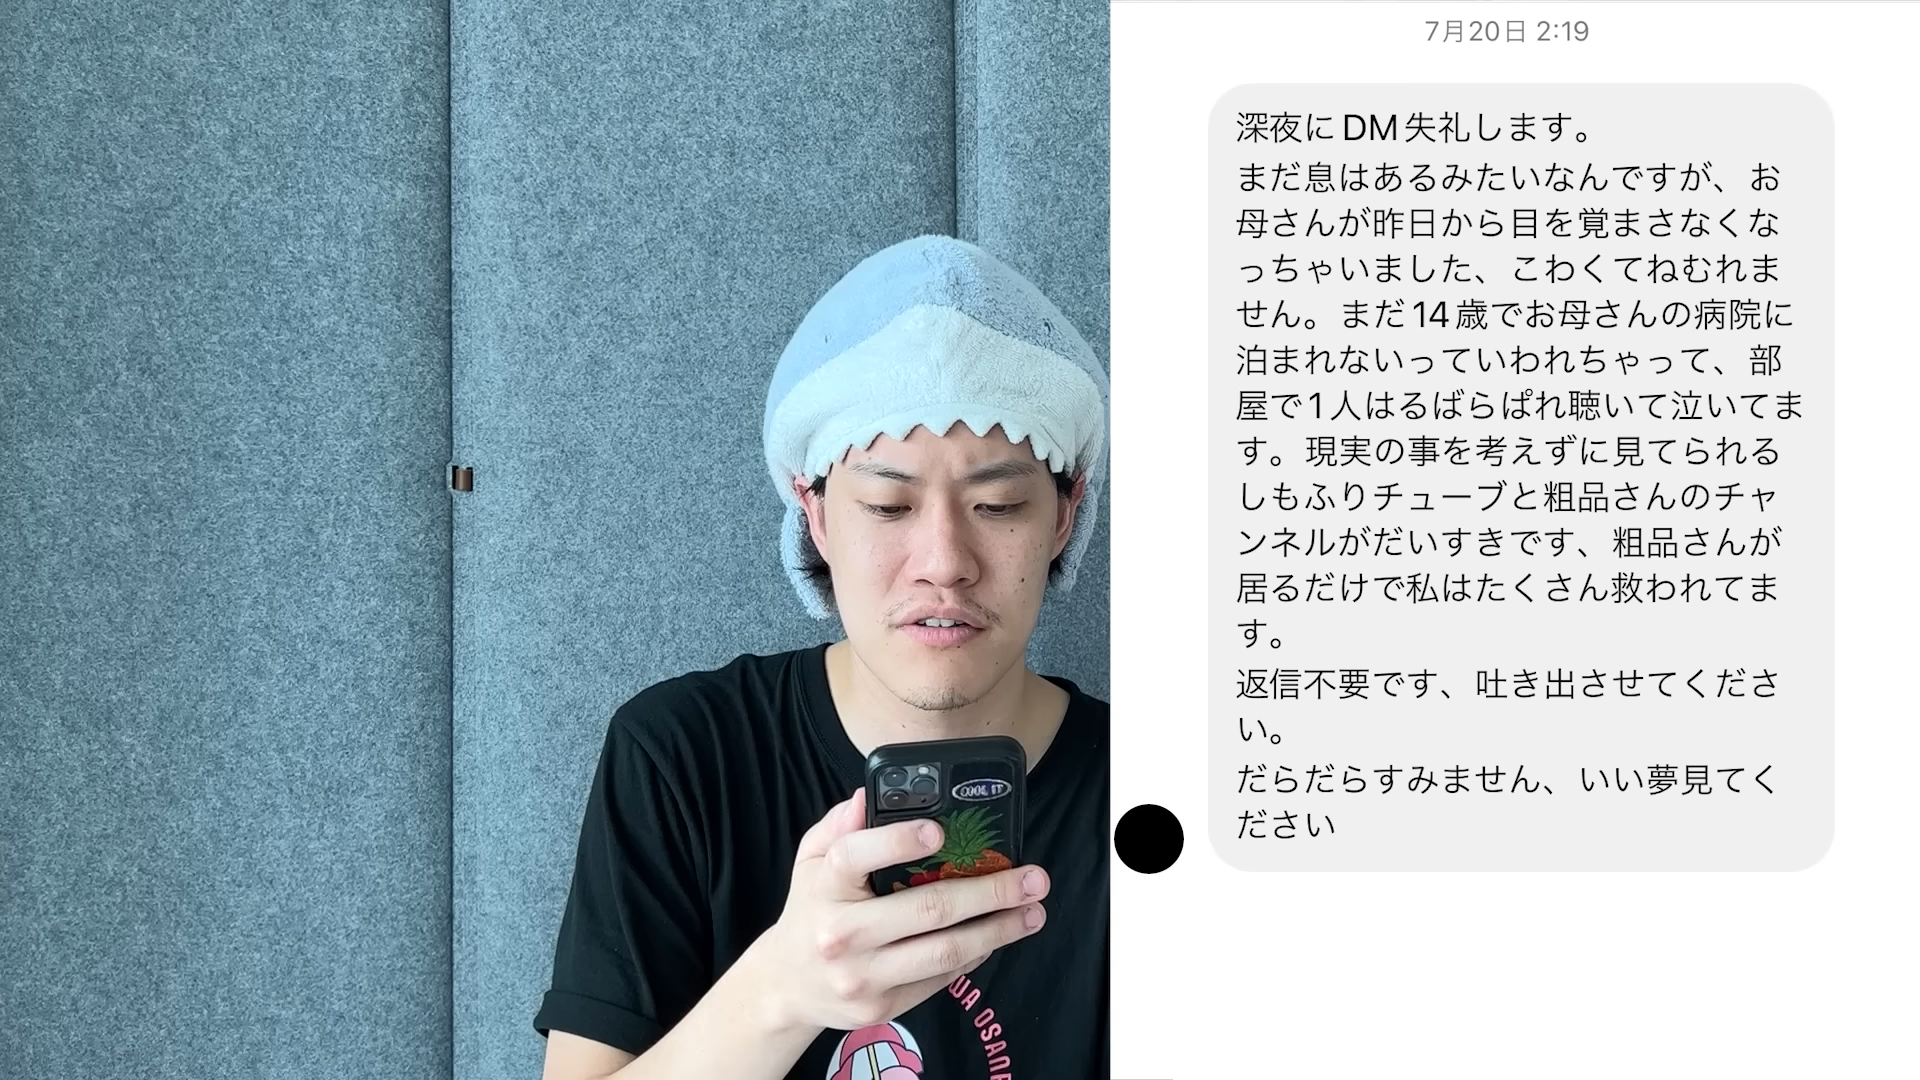 7月20日 2:19
深夜にDM失礼します。
まだ息はあるみたいなんですが、お
母さんが昨日から目を覚まさなくな
っちゃいました、こわくてねむれま
せん。まだ14歳でお母さんの病院に
泊まれないっていわれちゃって、部
屋で1人はるばらぱれ聴いて泣いてま
す。現実の事を考えずに見てられる
しもふりチューブと粗品さんのチャ
ンネルがだいすきです、粗品さんが
居るだけで私はたくさん救われてま
す。
返信不要です、吐き出させてくださ
い。
だらだらすみません、いい夢見てく
ださい
COOL IT
WA OSANA